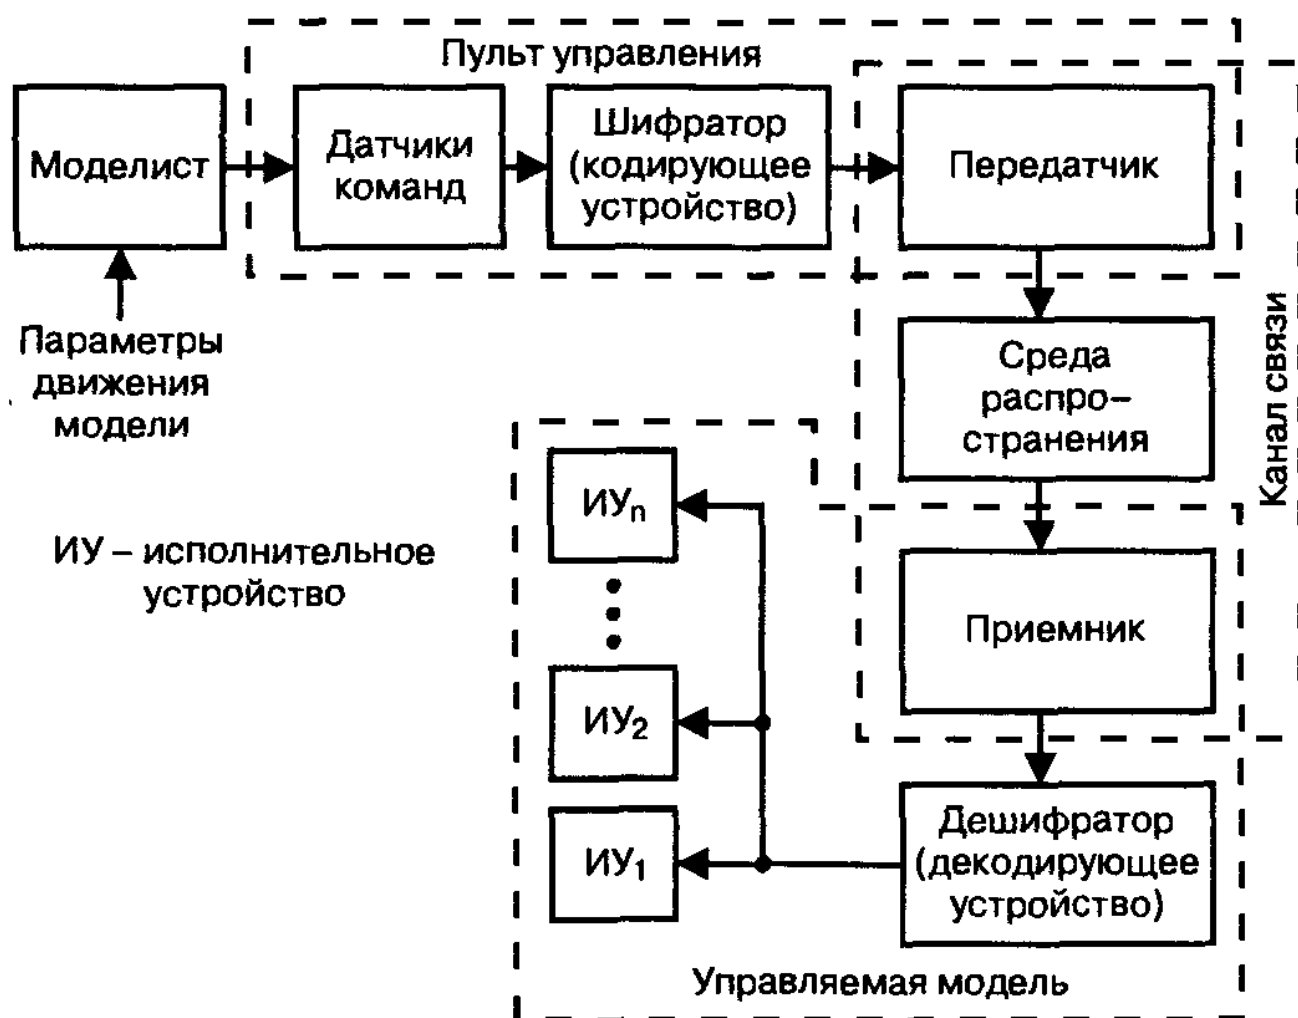 Пульт управления
Моделист
Датчики
команд
Шифратор
(кодирующее
устройство)
Передатчик
Параметры
движения
модели
Среда
распро–
странения
Канал связи
ИУn
ИУ – исполнительное
устройство
Приемник
ИУ2
ИУ1
Дешифратор
(декодирующее
устройство)
Управляемая модель